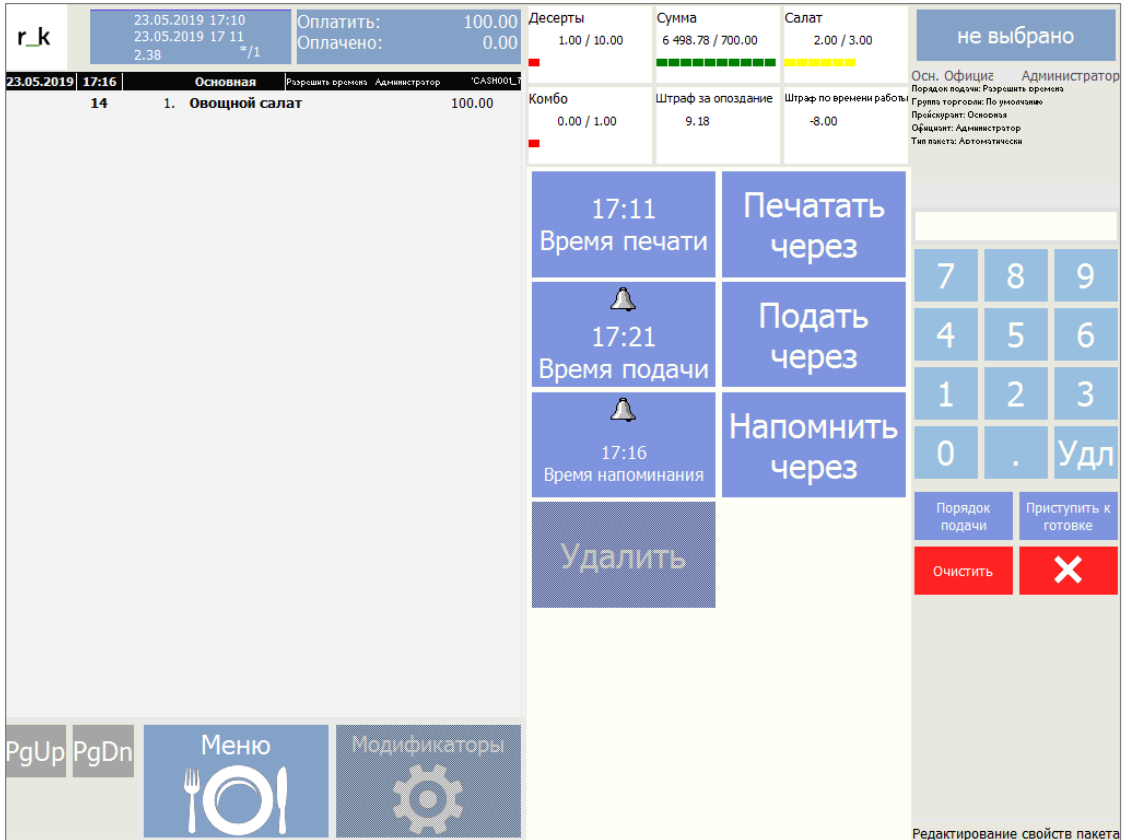 r_k
23.05.2019 17:10
23.05.2019 17 11
2.38 */1
Оплатить: 100.00
Оплачено: 0.00
23.05.2019 17:16 Основная Разрешить времена Администратор 'CASH001_7
14 1. Овощной салат 100.00
Десерты
1.00 / 10.00
Сумма
6 498.78 / 700.00
Салат
2.00 / 3.00
Комбо
0.00 / 1.00
Штраф за опоздание
9.18
Штраф по времени работы
-8.00
не выбрано
Осн. Официа Администратор
Порядок подачи: Разрешить времена
Группа торговли: По умолчанию
Прейскурант: Основная
Официант: Администратор
Тип пакета: Автоматически
17:11
Время печати
Печатать
через
17:21
Время подачи
Подать
через
17:16
Время напоминания
Напомнить
через
Удалить
7 8 9
4 5 6
1 2 3
0 . Удл
Порядок
подачи
Приступить к
готовке
Очистить
PgUp PgDn
Меню
Модификаторы
Редактирование свойств пакета